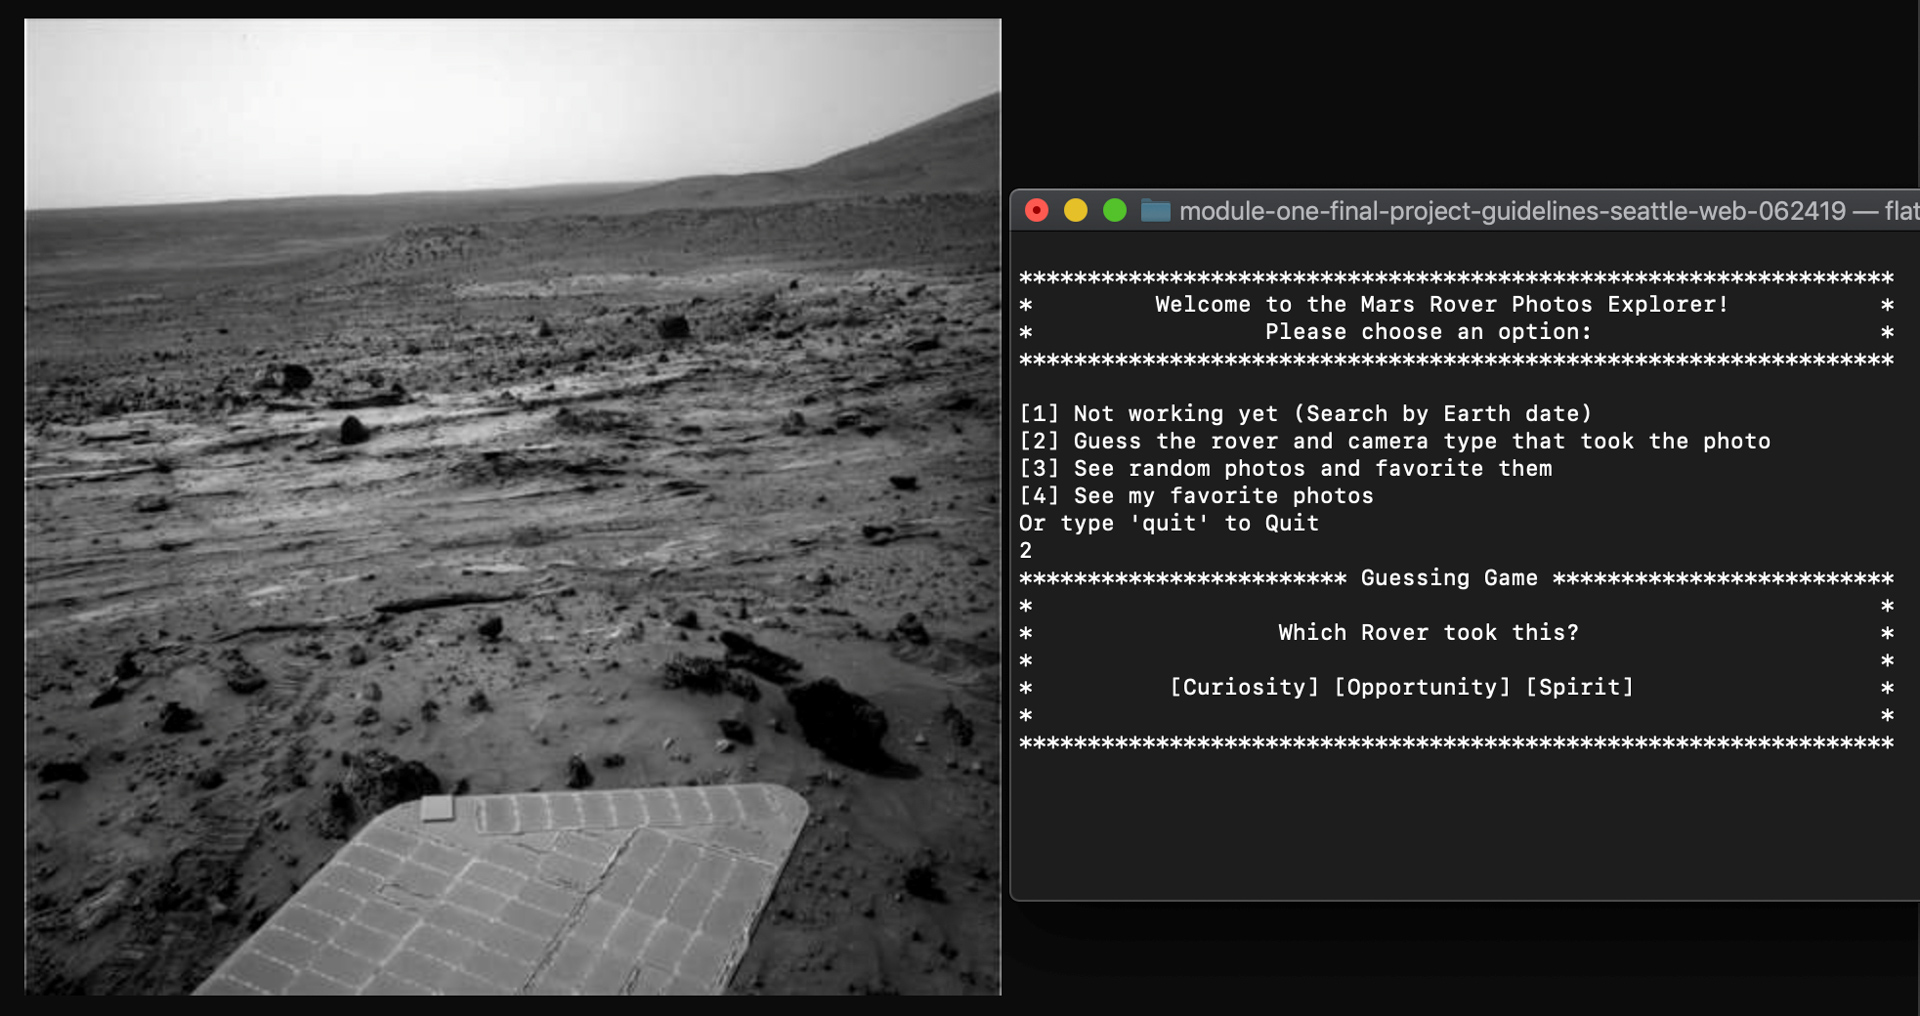 module-one-final-project-guidelines-seattle-web-062419 — flat
****************************************************************
* Welcome to the Mars Rover Photos Explorer! *
* Please choose an option: *
****************************************************************
[1] Not working yet (Search by Earth date)
[2] Guess the rover and camera type that took the photo
[3] See random photos and favorite them
[4] See my favorite photos
Or type 'quit' to Quit
2
************************ Guessing Game *************************
* *
* Which Rover took this? *
* *
* [Curiosity] [Opportunity] [Spirit] *
* *
****************************************************************